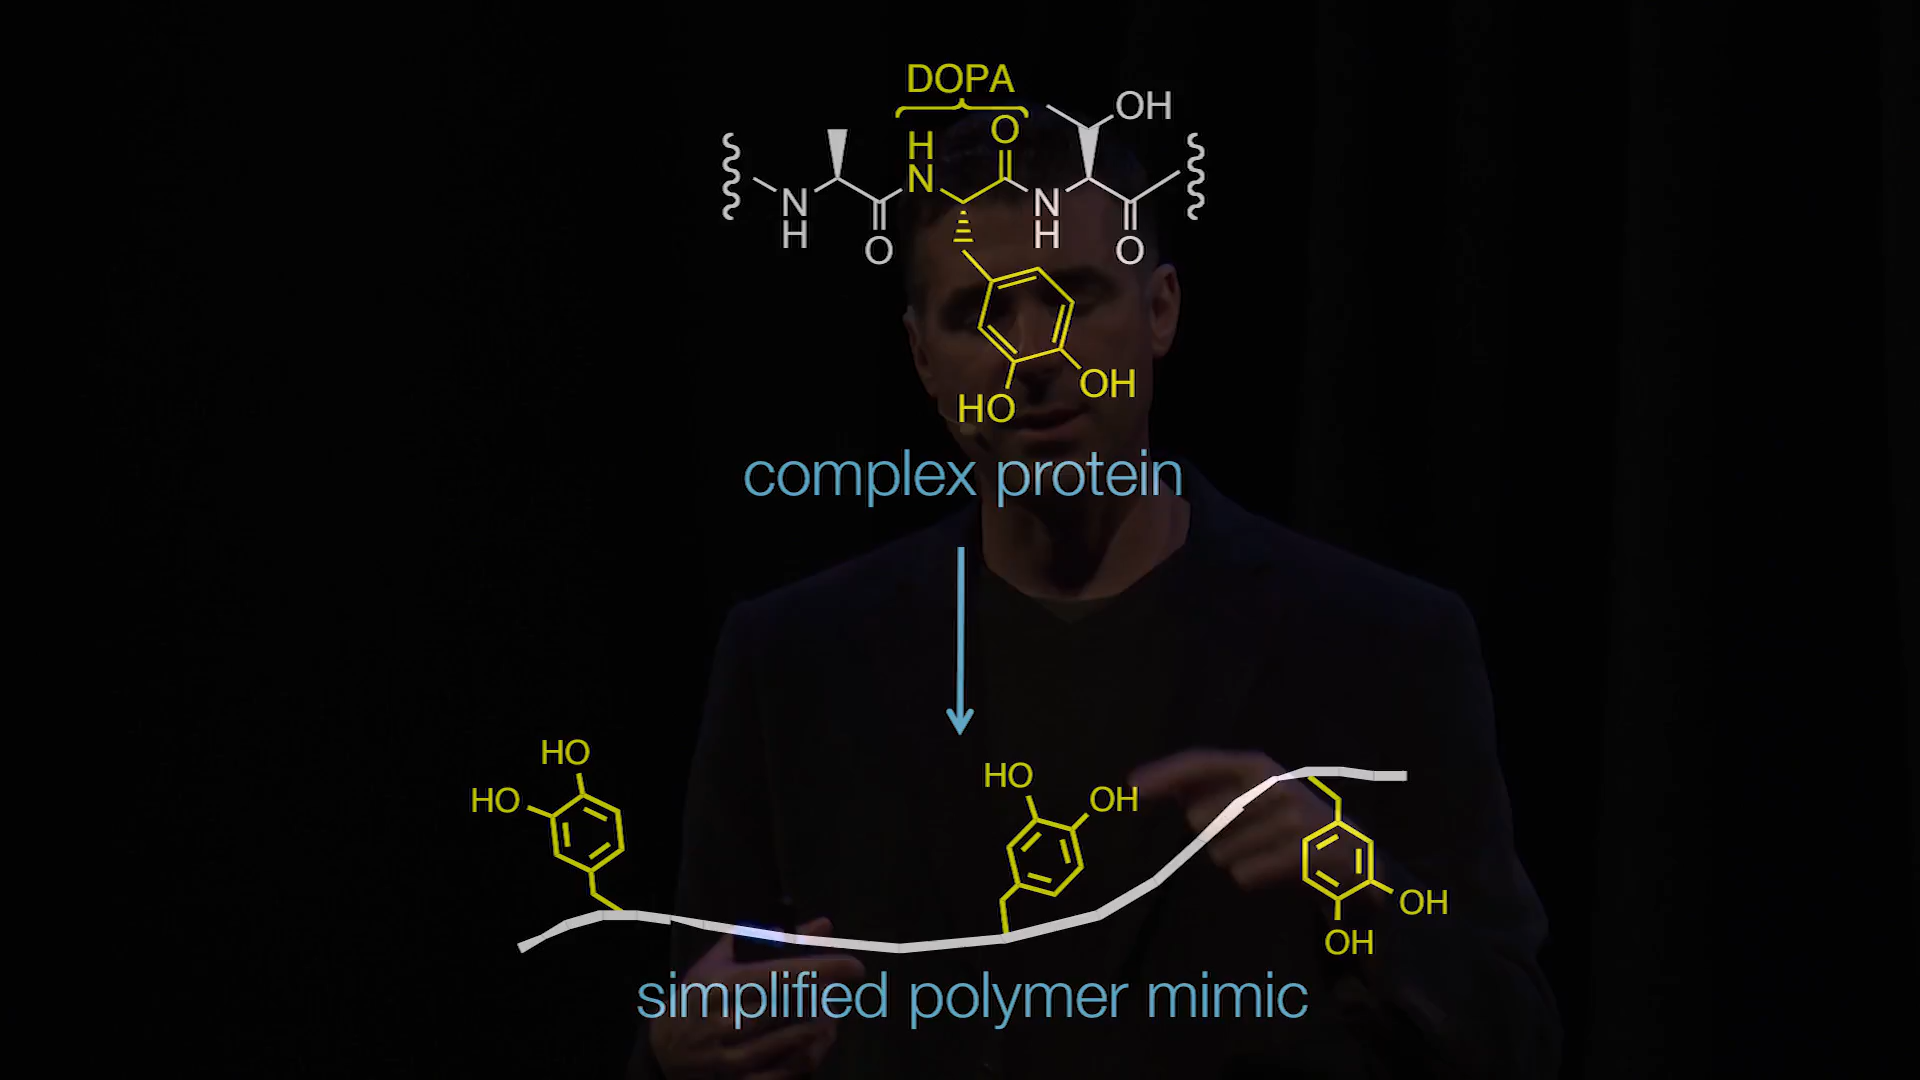 DOPA
OH
H
N
O
N
H
O
N
H
O
HO
OH
complex protein
HO
HO
HO
OH
OH
OH
simplified polymer mimic